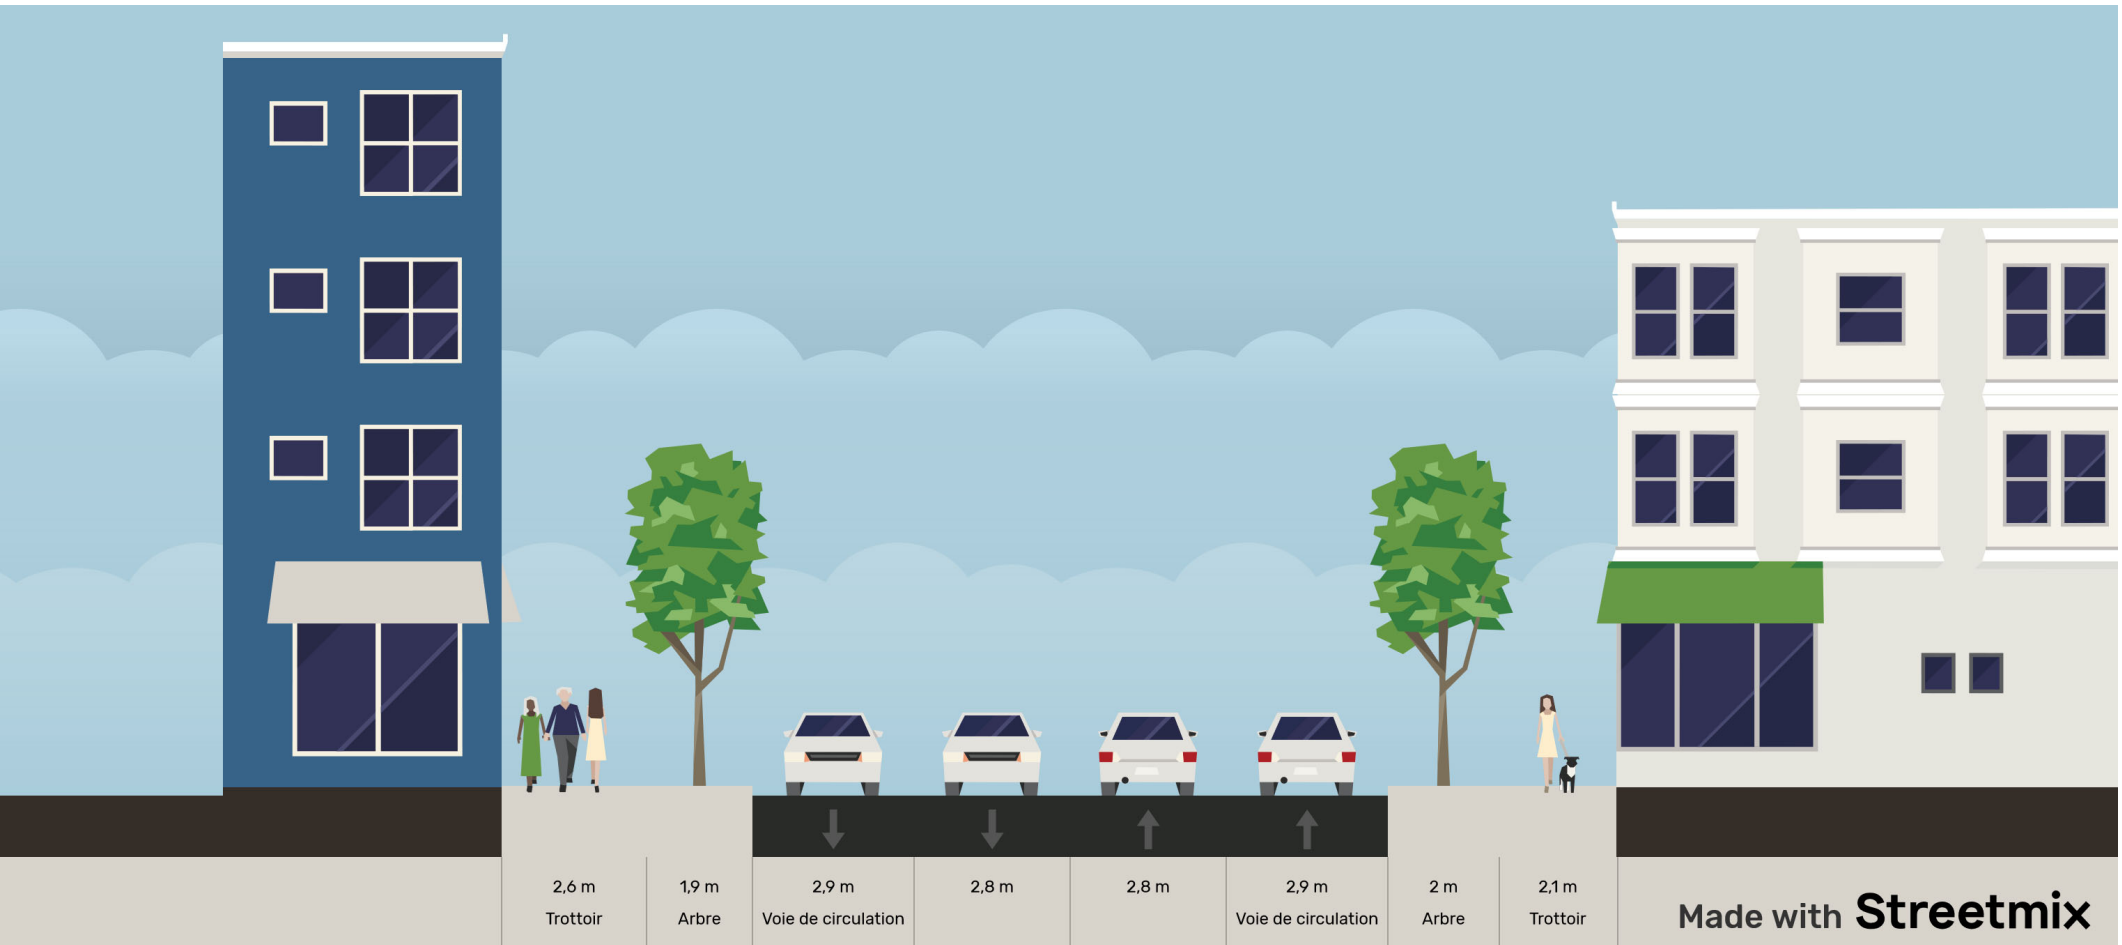 2,6 m
Trottoir
1,9 m
Arbre
2,9 m
Voie de circulation
2,8 m
2,8 m
2,9 m
Voie de circulation
2 m
Arbre
2,1 m
Trottoir
Made with Streetmix